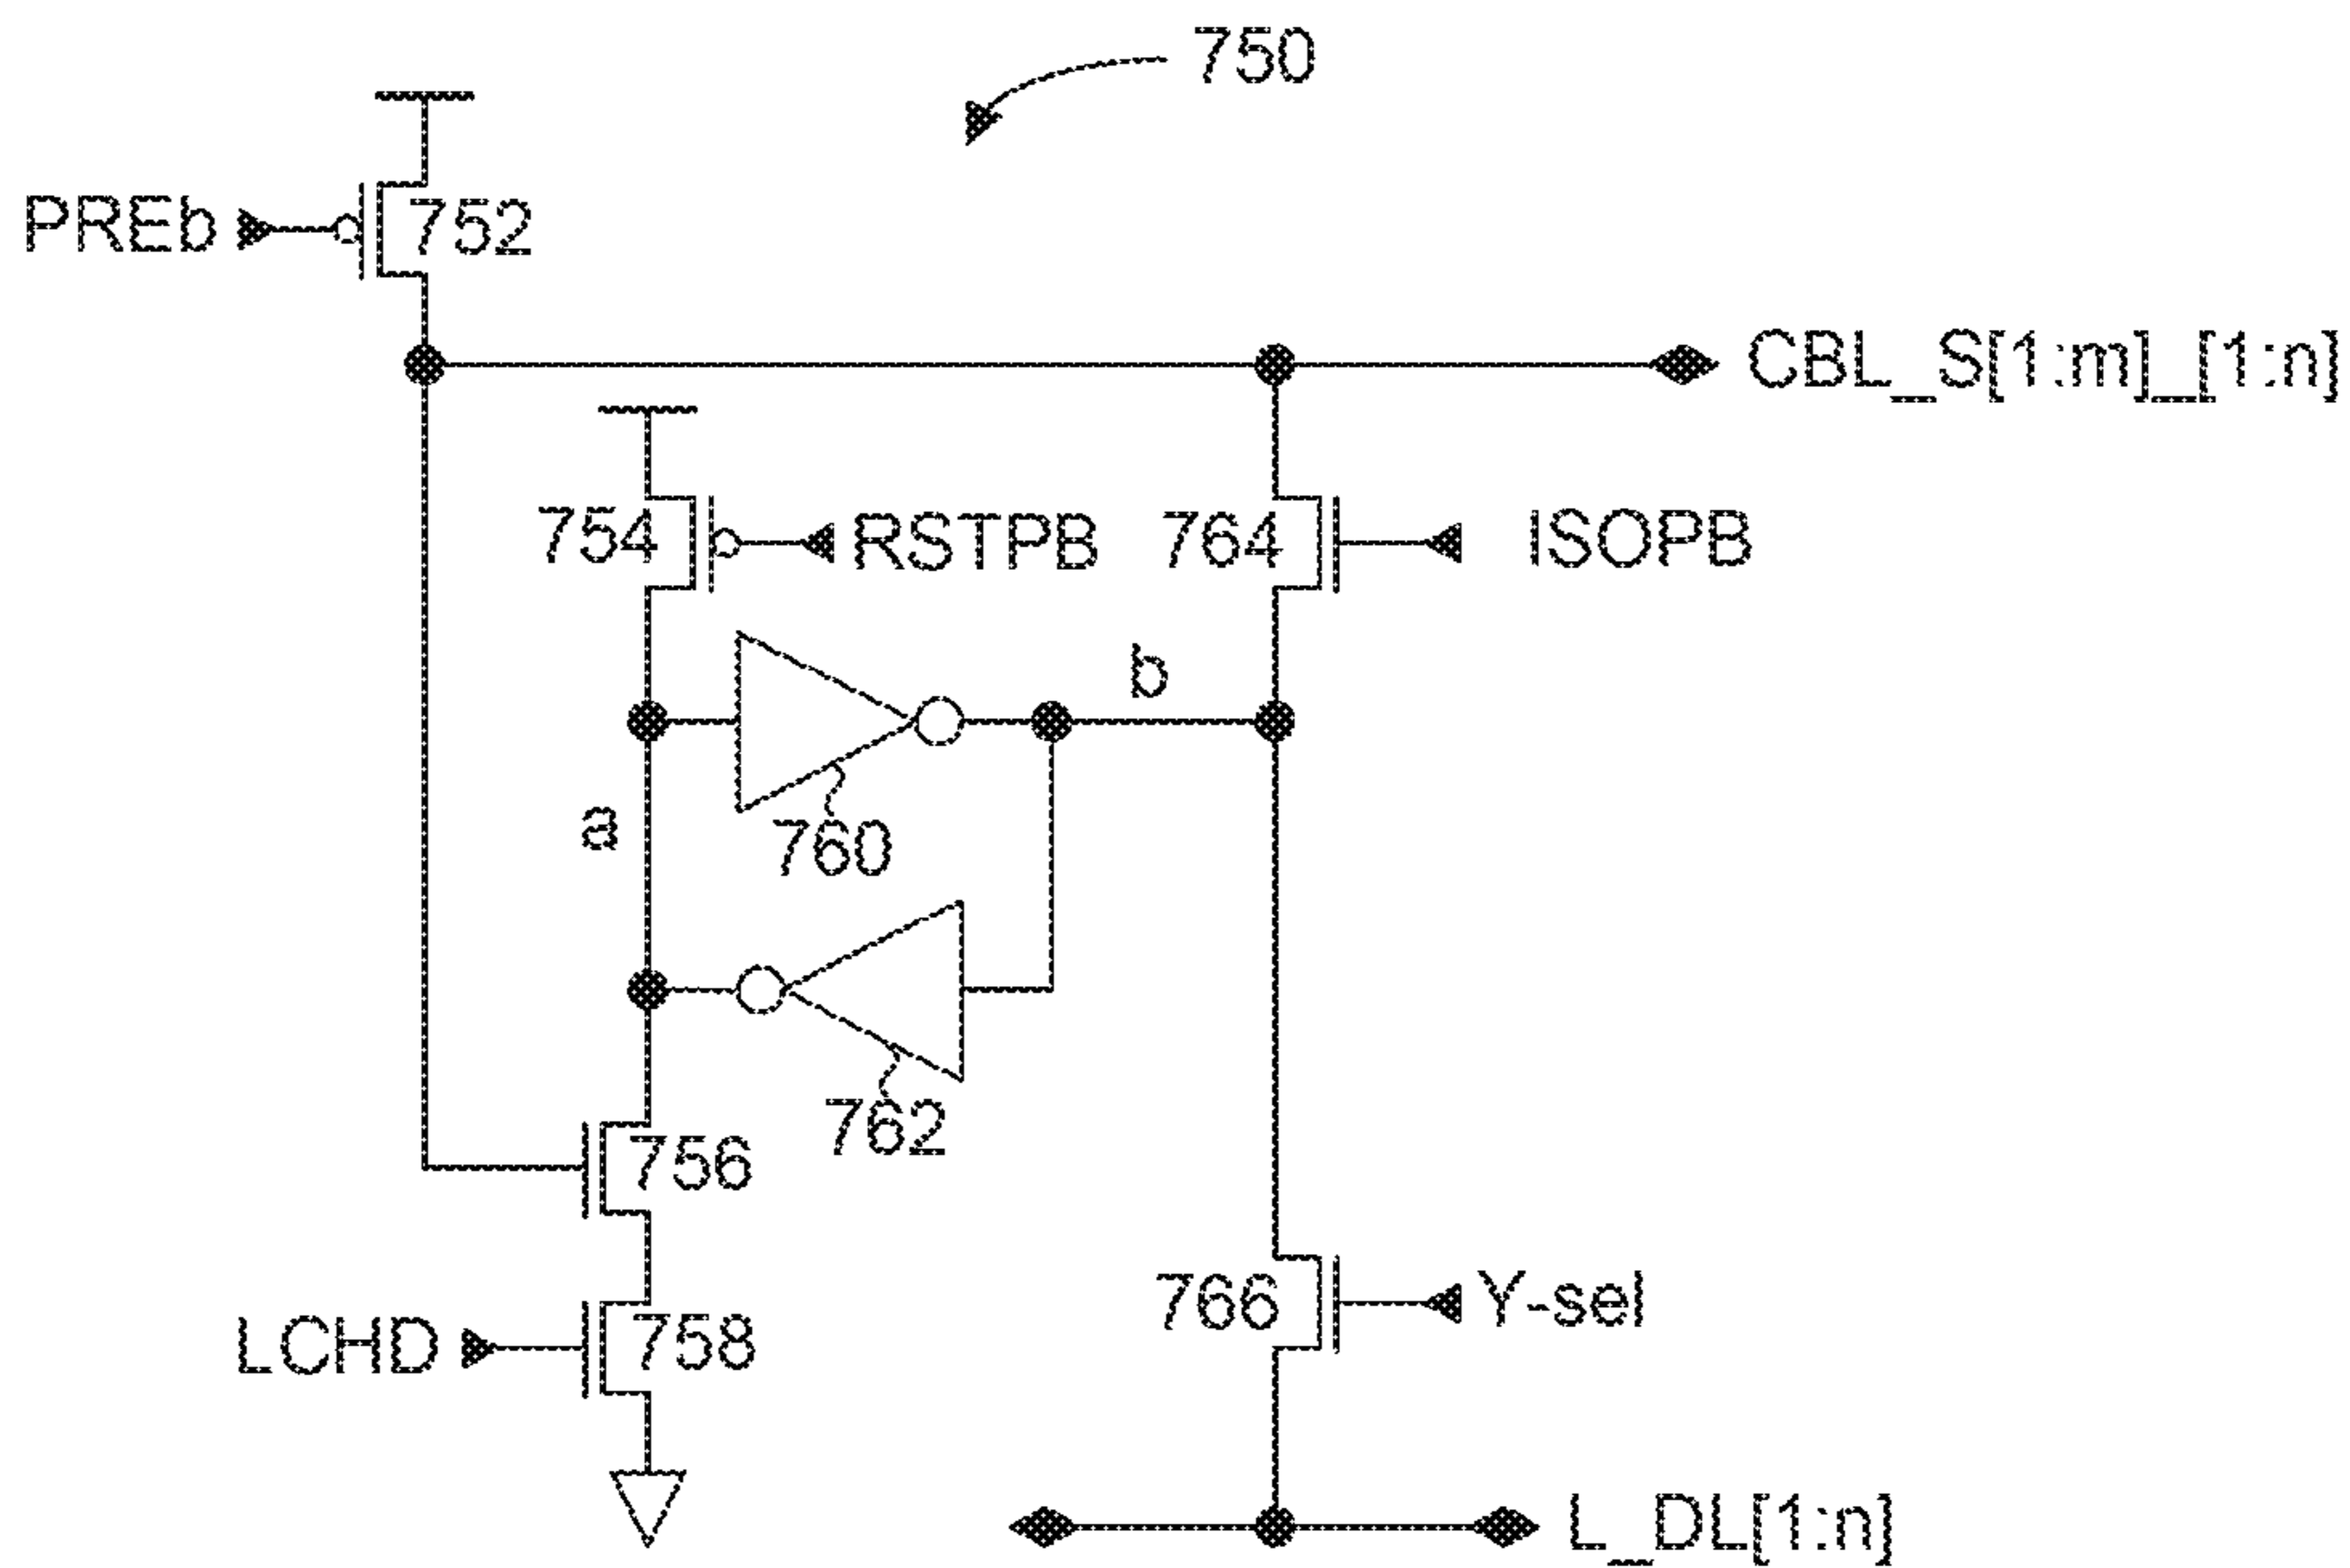 750
PREb
752
CBL_S[1:m]_[1:n]
754
RSTPB
764
ISOPB
b
a
760
762
756
766
Y-sel
LCHD
758
L_DL[1:n]